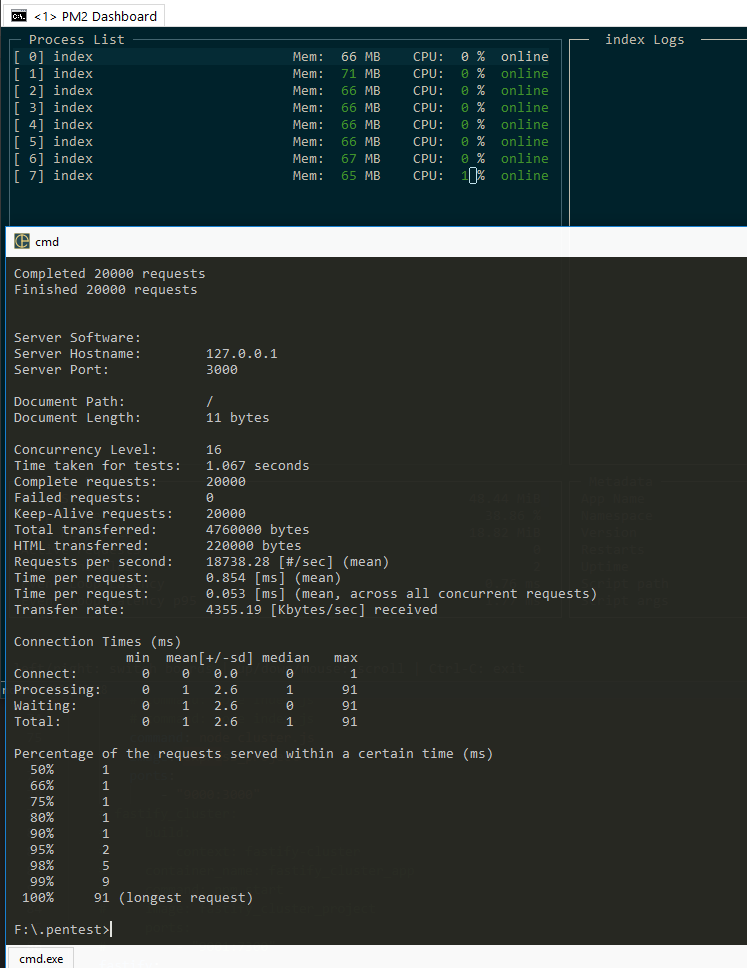 <1> PM2 Dashboard
Process List
index Logs
[ 0] index Mem: 66 MB CPU: 0 % online
[ 1] index Mem: 71 MB CPU: 0 % online
[ 2] index Mem: 66 MB CPU: 0 % online
[ 3] index Mem: 66 MB CPU: 0 % online
[ 4] index Mem: 66 MB CPU: 0 % online
[ 5] index Mem: 66 MB CPU: 0 % online
[ 6] index Mem: 67 MB CPU: 0 % online
[ 7] index Mem: 65 MB CPU: 1 % online
cmd
Completed 20000 requests
Finished 20000 requests
Server Software:
Server Hostname: 127.0.0.1
Server Port: 3000
Document Path: /
Document Length: 11 bytes
Concurrency Level: 16
Time taken for tests: 1.067 seconds
Complete requests: 20000
Failed requests: 0
Keep-Alive requests: 20000
Total transferred: 4760000 bytes
HTML transferred: 220000 bytes
Requests per second: 18738.28 [#/sec] (mean)
Time per request: 0.854 [ms] (mean)
Time per request: 0.053 [ms] (mean, across all concurrent requests)
Transfer rate: 4355.19 [Kbytes/sec] received
Connection Times (ms)
min mean[+/-sd] median max
Connect: 0 0 0.0 0 1
Processing: 0 1 2.6 1 91
Waiting: 0 1 2.6 0 91
Total: 0 1 2.6 1 91
Percentage of the requests served within a certain time (ms)
50% 1
66% 1
75% 1
80% 1
90% 1
95% 2
98% 5
99% 9
100% 91 (longest request)
F:\.pentest>
cmd.exe